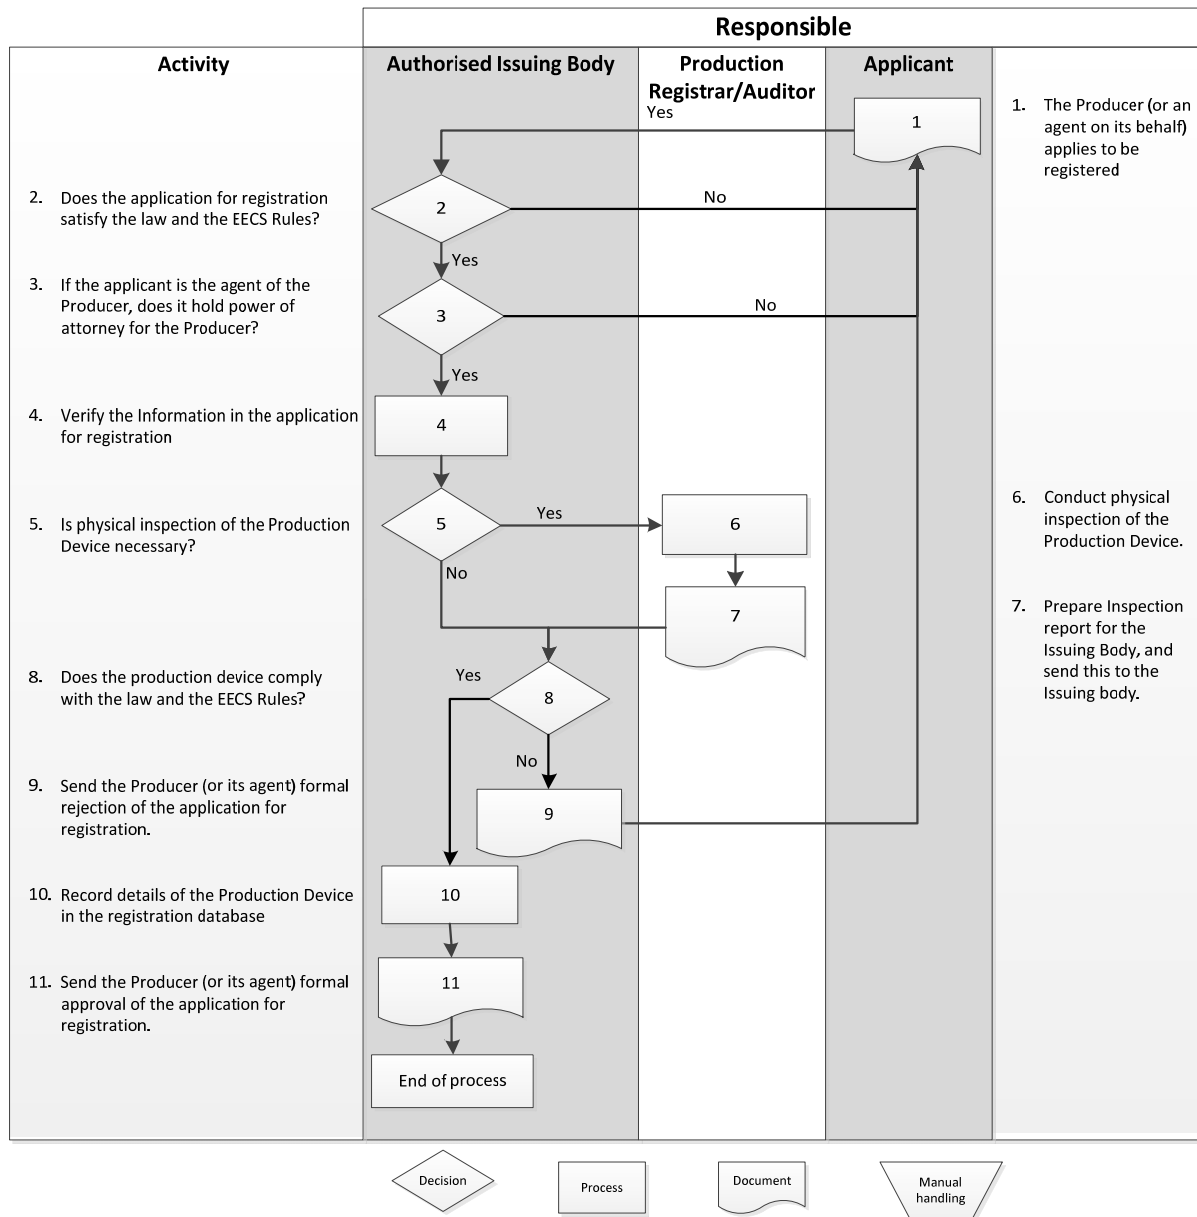 Responsible
Activity
Authorised Issuing Body
Production
Registrar/Auditor
Applicant
Yes
1
1. The Producer (or an
agent on its behalf)
applies to be
registered
2. Does the application for registration
satisfy the law and the EECS Rules?
2
No
Yes
3. If the applicant is the agent of the
Producer, does it hold power of
attorney for the Producer?
3
No
Yes
4. Verify the Information in the application
for registration
4
5. Is physical inspection of the Production
Device necessary?
5
Yes
6
6. Conduct physical
inspection of the
Production Device.
No
7
7. Prepare Inspection
report for the
Issuing Body, and
send this to the
Issuing body.
8. Does the production device comply
with the law and the EECS Rules?
Yes
8
No
9. Send the Producer (or its agent) formal
rejection of the application for
registration.
9
10. Record details of the Production Device
in the registration database
10
11. Send the Producer (or its agent) formal
approval of the application for
registration.
11
End of process
Decision
Process
Document
Manual
handling